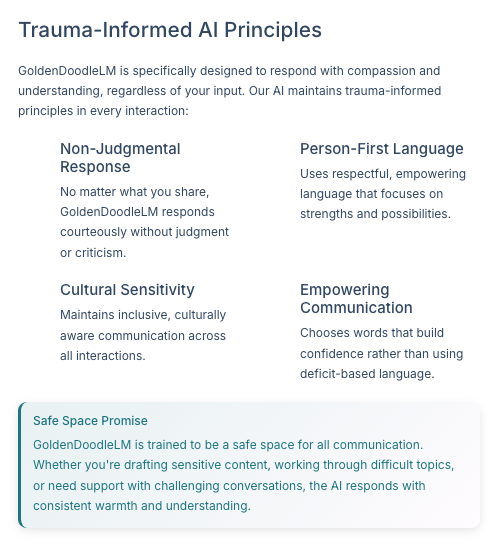 Trauma-Informed AI Principles
GoldenDoodleLM is specifically designed to respond with compassion and
understanding, regardless of your input. Our AI maintains trauma-informed
principles in every interaction:
Non-Judgmental
Response
No matter what you share,
GoldenDoodleLM responds
courteously without judgment
or criticism.
Person-First Language
Uses respectful, empowering
language that focuses on
strengths and possibilities.
Cultural Sensitivity
Maintains inclusive, culturally
aware communication across
all interactions.
Empowering
Communication
Chooses words that build
confidence rather than using
deficit-based language.
Safe Space Promise
GoldenDoodleLM is trained to be a safe space for all communication.
Whether you're drafting sensitive content, working through difficult topics,
or need support with challenging conversations, the AI responds with
consistent warmth and understanding.